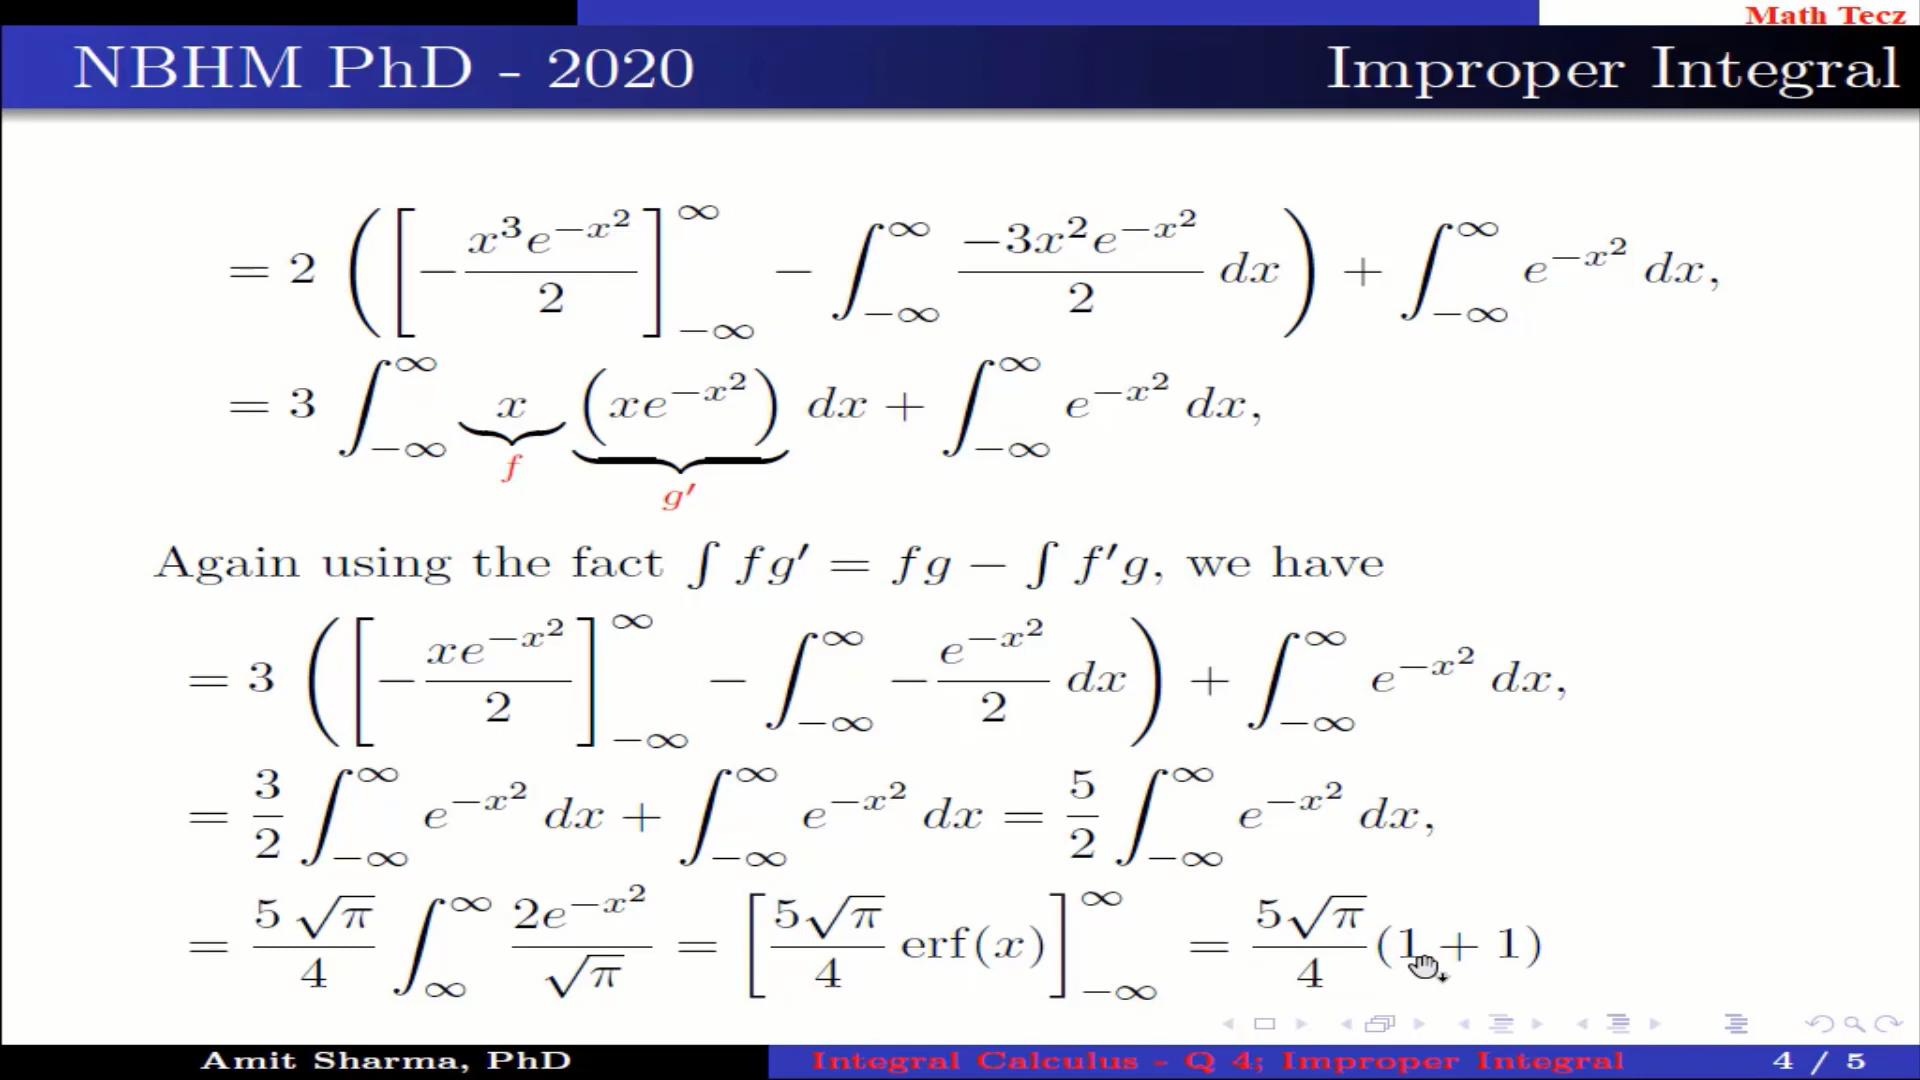 Math Tecz
NBHM PhD - 2020 Improper Integral
= 2 ( [ −x³e^{−x²}/2 ]_{−∞}^{∞} − ∫_{−∞}^{∞} −3x²e^{−x²}/2 dx ) + ∫_{−∞}^{∞} e^{−x²} dx,
= 3 ∫_{−∞}^{∞} x (xe^{−x²}) dx + ∫_{−∞}^{∞} e^{−x²} dx,
f
g′
Again using the fact ∫ fg′ = fg − ∫ f′g, we have
= 3 ( [ −xe^{−x²}/2 ]_{−∞}^{∞} − ∫_{−∞}^{∞} −e^{−x²}/2 dx ) + ∫_{−∞}^{∞} e^{−x²} dx,
= 3/2 ∫_{−∞}^{∞} e^{−x²} dx + ∫_{−∞}^{∞} e^{−x²} dx = 5/2 ∫_{−∞}^{∞} e^{−x²} dx,
= 5√π/4 ∫_{∞}^{∞} 2e^{−x²}/√π = [ 5√π/4 erf(x) ]_{−∞}^{∞} = 5√π/4 (1 + 1)
Amit Sharma, PhD Integral Calculus - Q 4; Improper Integral 4 / 5